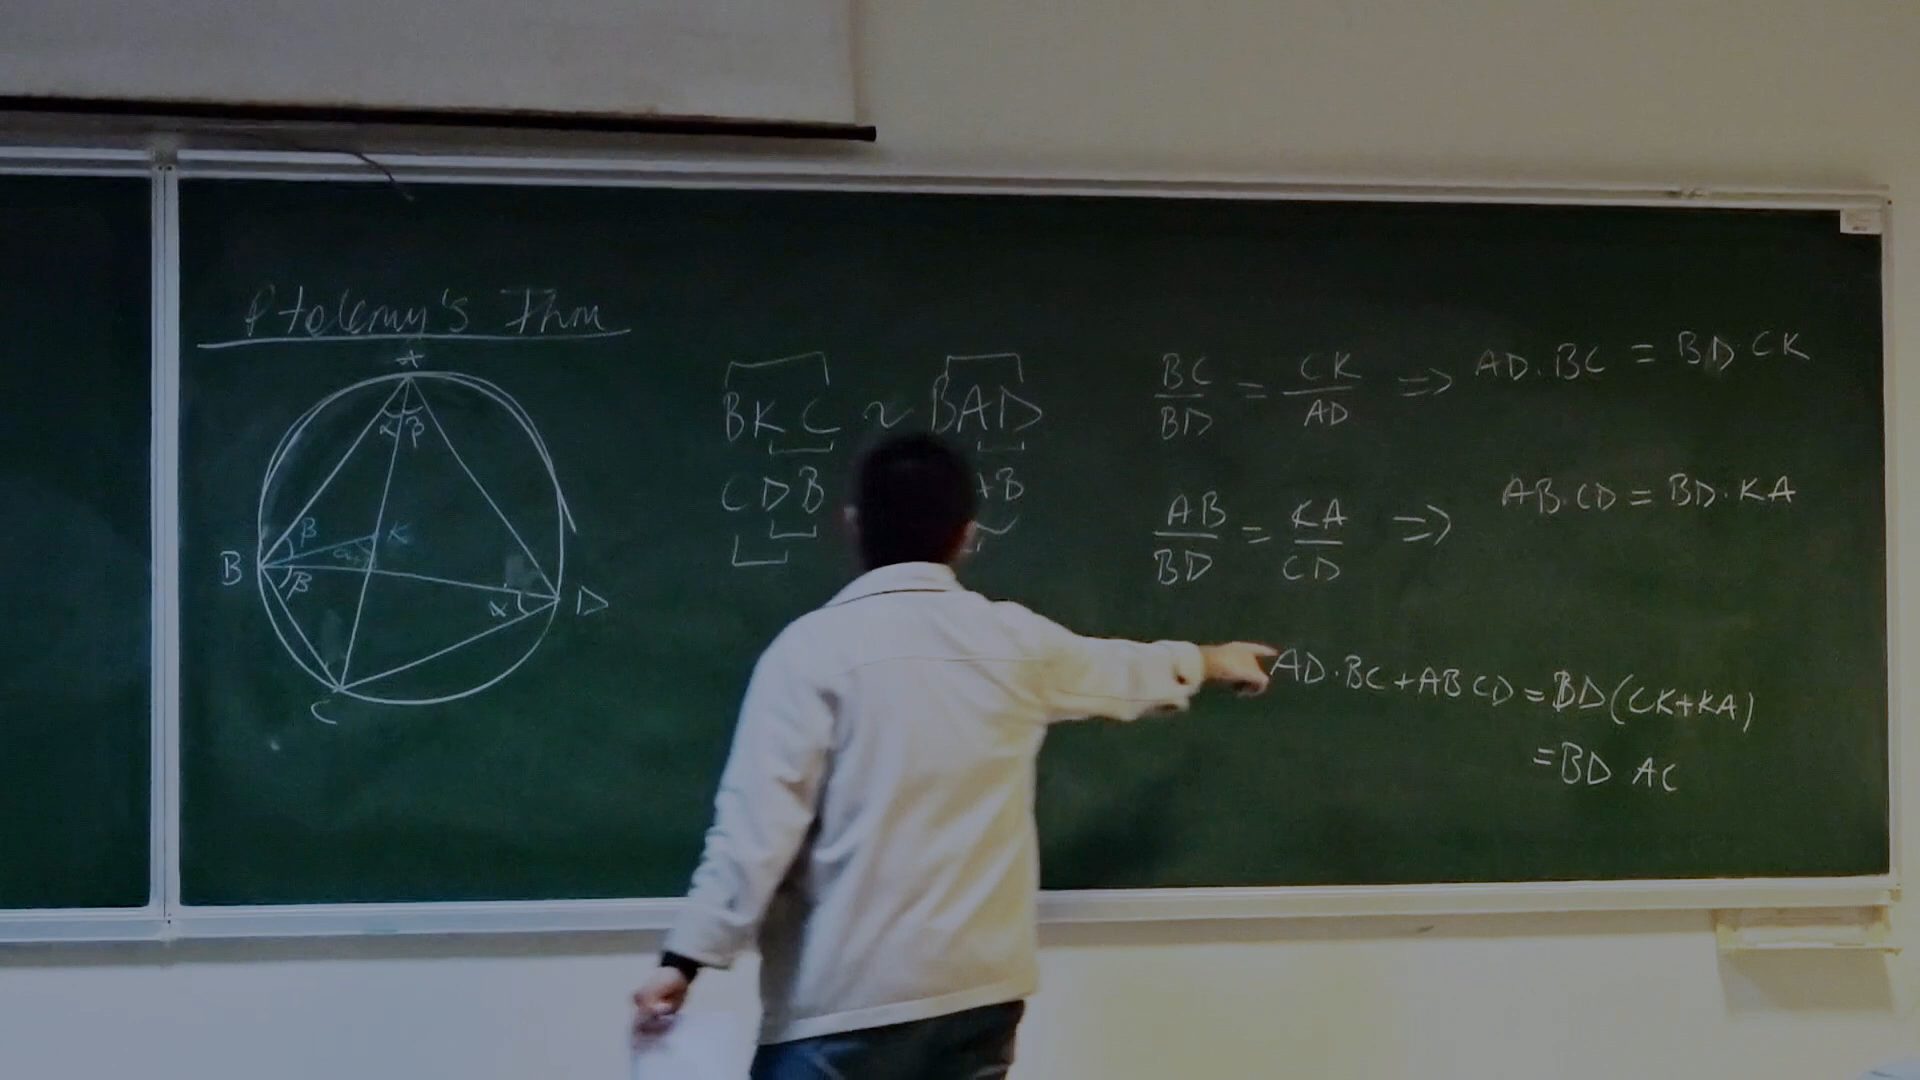 Ptolemy's Thm
A
α β
β
K
α
B
β
α
D
C
BKC ~ BAD
CDB
AB
BC/BD = CK/AD => AD·BC = BD·CK
AB/BD = KA/CD => AB·CD = BD·KA
AD·BC+ABCD=BD(CK+KA)
=BD AC